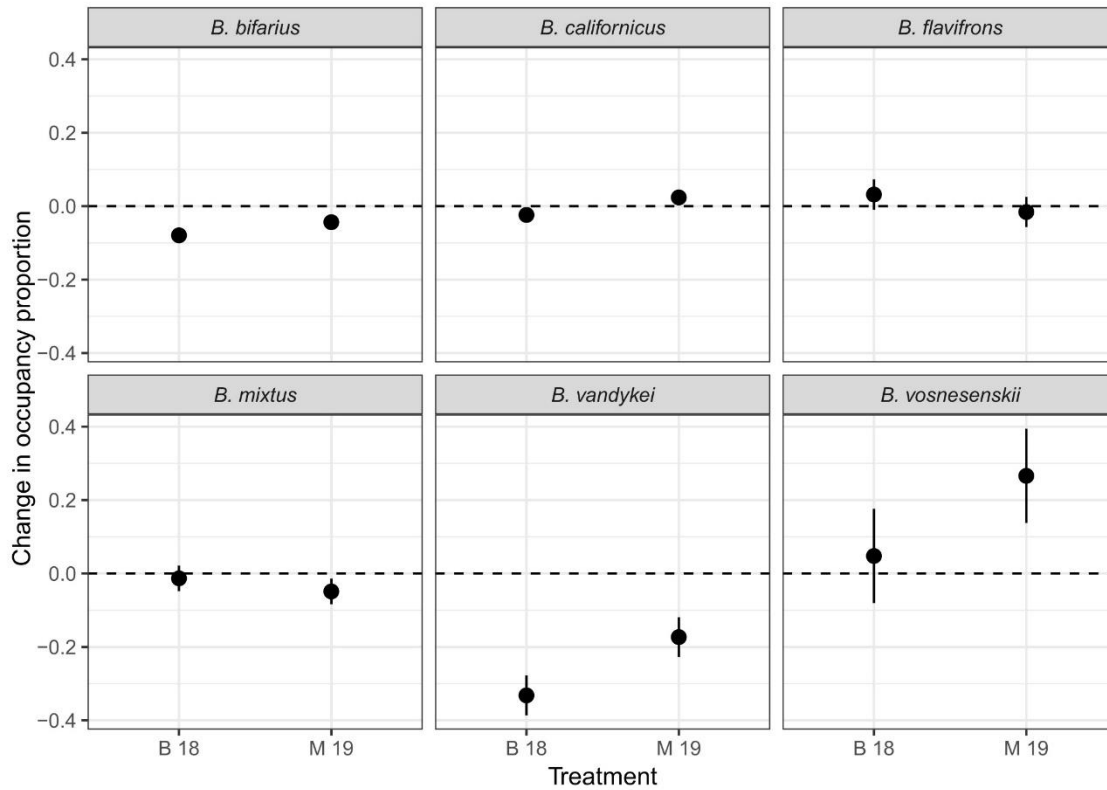 B. bifarius
B. californicus
B. flavifrons
0.4
0.2
0.0
−0.2
−0.4
B. mixtus
B. vandykei
B. vosnesenskii
0.4
0.2
0.0
−0.2
−0.4
Change in occupancy proportion
B 18
M 19
B 18
M 19
B 18
M 19
Treatment